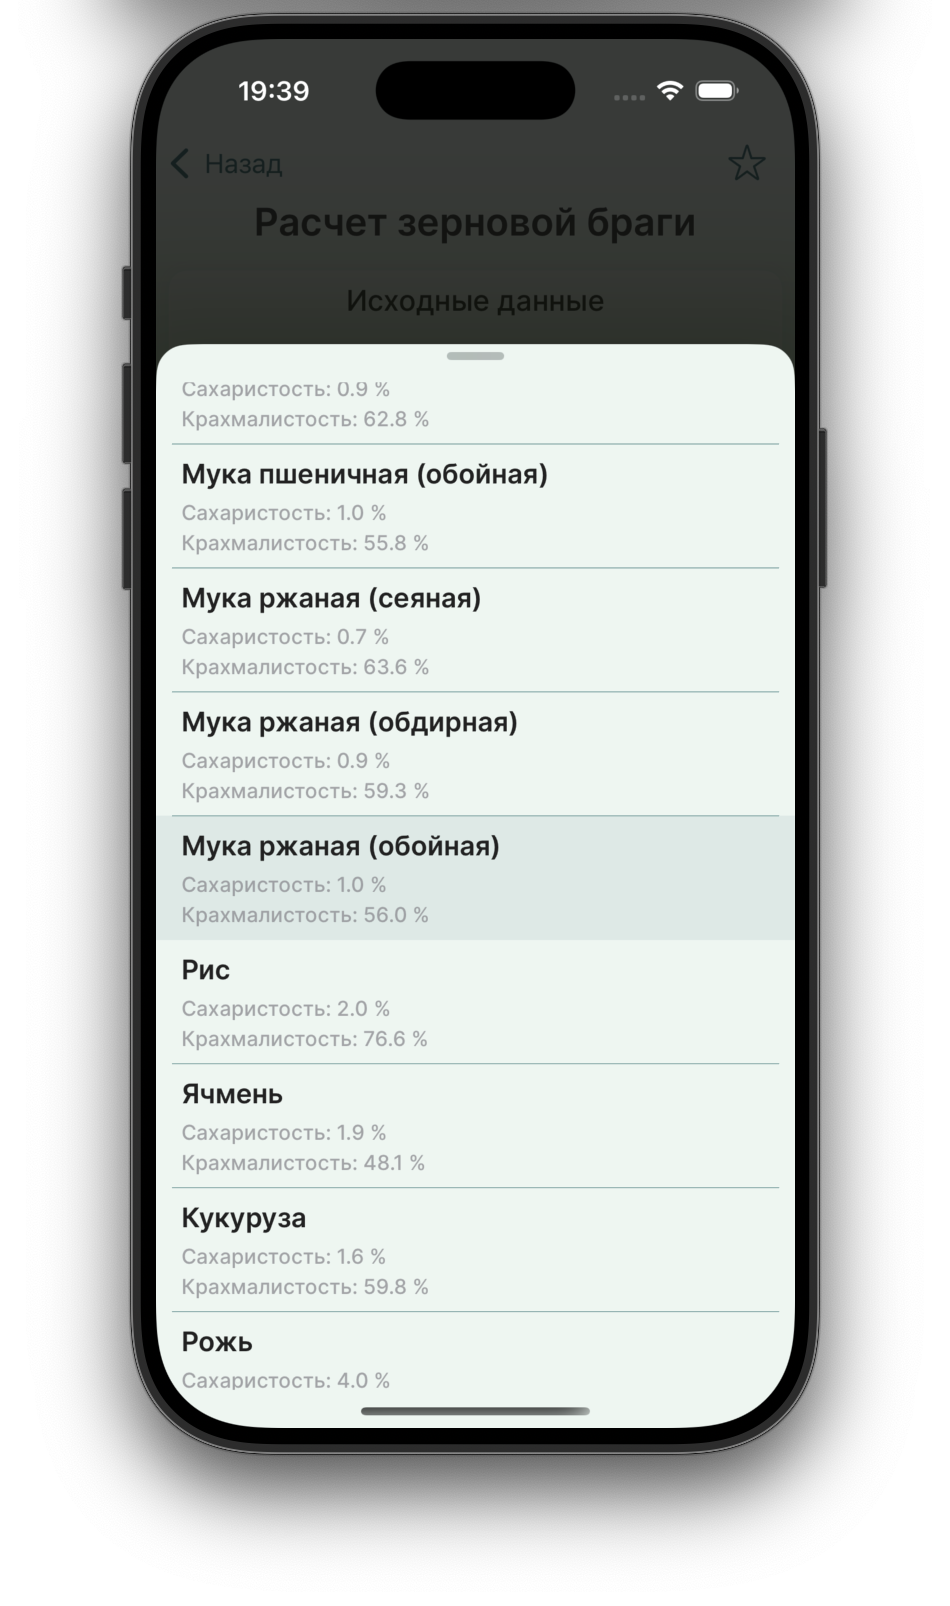 19:39
Назад
Расчет зерновой браги
Исходные данные
Сахаристость: 0.9 %
Крахмалистость: 62.8 %
Мука пшеничная (обойная)
Сахаристость: 1.0 %
Крахмалистость: 55.8 %
Мука ржаная (сеяная)
Сахаристость: 0.7 %
Крахмалистость: 63.6 %
Мука ржаная (обдирная)
Сахаристость: 0.9 %
Крахмалистость: 59.3 %
Мука ржаная (обойная)
Сахаристость: 1.0 %
Крахмалистость: 56.0 %
Рис
Сахаристость: 2.0 %
Крахмалистость: 76.6 %
Ячмень
Сахаристость: 1.9 %
Крахмалистость: 48.1 %
Кукуруза
Сахаристость: 1.6 %
Крахмалистость: 59.8 %
Рожь
Сахаристость: 4.0 %